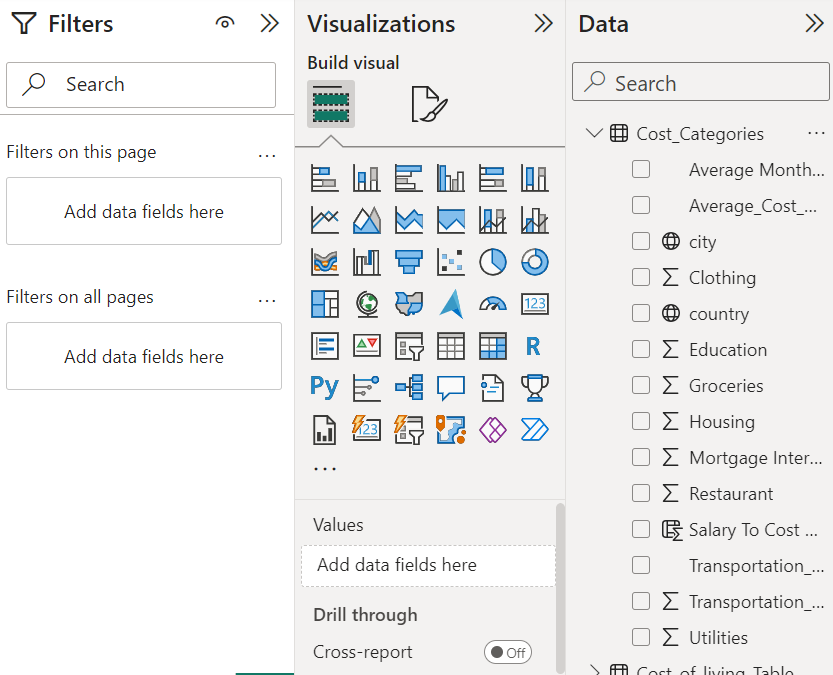 Filters
Search
Filters on this page
...
Add data fields here
Filters on all pages
...
Add data fields here
Visualizations
Build visual
123
R
Py
123
...
Values
Add data fields here
Drill through
Cross-report
Off
Data
Search
Cost_Categories
...
Average Month...
Average_Cost_...
city
Σ Clothing
country
Σ Education
Σ Groceries
Σ Housing
Σ Mortgage Inter...
Σ Restaurant
Salary To Cost ...
Transportation_...
Σ Transportation_...
Σ Utilities
Cost_of_living_Table